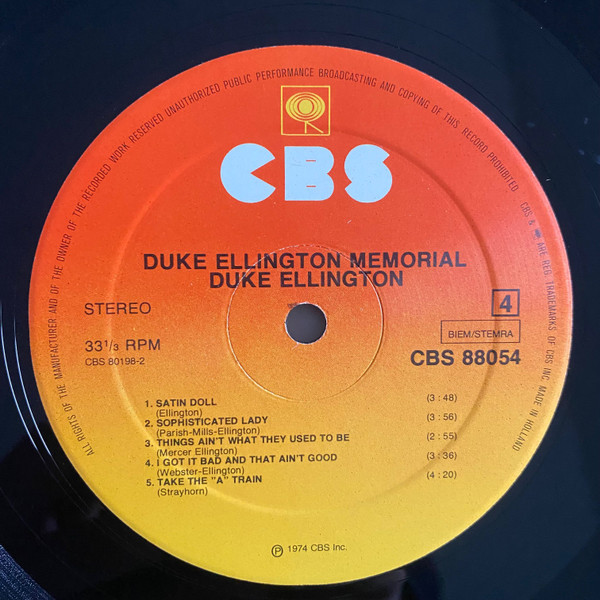 ALL RIGHTS OF THE MANUFACTURER AND OF THE OWNER OF THE RECORDED WORK RESERVED UNAUTHORIZED PUBLIC PERFORMANCE BROADCASTING AND COPYING OF THIS RECORD PROHIBITED
CBS & ARE REG. TRADEMARKS OF CBS INC. MADE IN HOLLAND
CBS
DUKE ELLINGTON MEMORIAL
DUKE ELLINGTON
STEREO
4
33 1/3 RPM
BIEM/STEMRA
CBS 80198-2
CBS 88054
1. SATIN DOLL (3 : 48)
(Ellington)
2. SOPHISTICATED LADY (3 : 56)
(Parish-Mills-Ellington)
3. THINGS AIN'T WHAT THEY USED TO BE (2 : 55)
(Mercer Ellington)
4. I GOT IT BAD AND THAT AIN'T GOOD (3 : 36)
(Webster-Ellington)
5. TAKE THE "A" TRAIN (4 : 20)
(Strayhorn)
℗ 1974 CBS Inc.